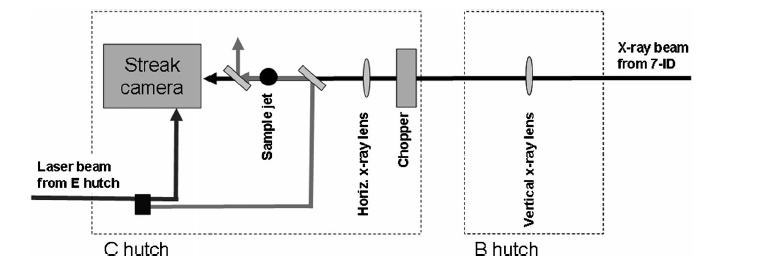 X-ray beam
from 7-ID
Streak
camera
Sample jet
Horiz. x-ray lens
Chopper
Vertical x-ray lens
Laser beam
from E hutch
C hutch
B hutch